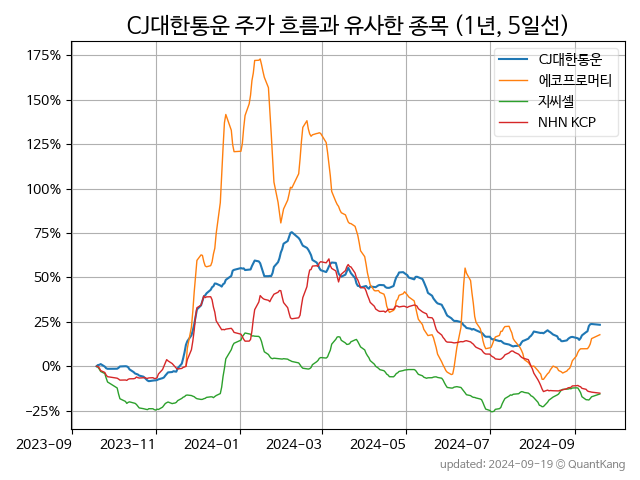 CJ대한통운 주가 흐름과 유사한 종목 (1년, 5일선)
CJ대한통운
에코프로머티
지씨셀
NHN KCP
175%
150%
125%
100%
75%
50%
25%
0%
−25%
2023-09
2023-11
2024-01
2024-03
2024-05
2024-07
2024-09
updated: 2024-09-19 © QuantKang